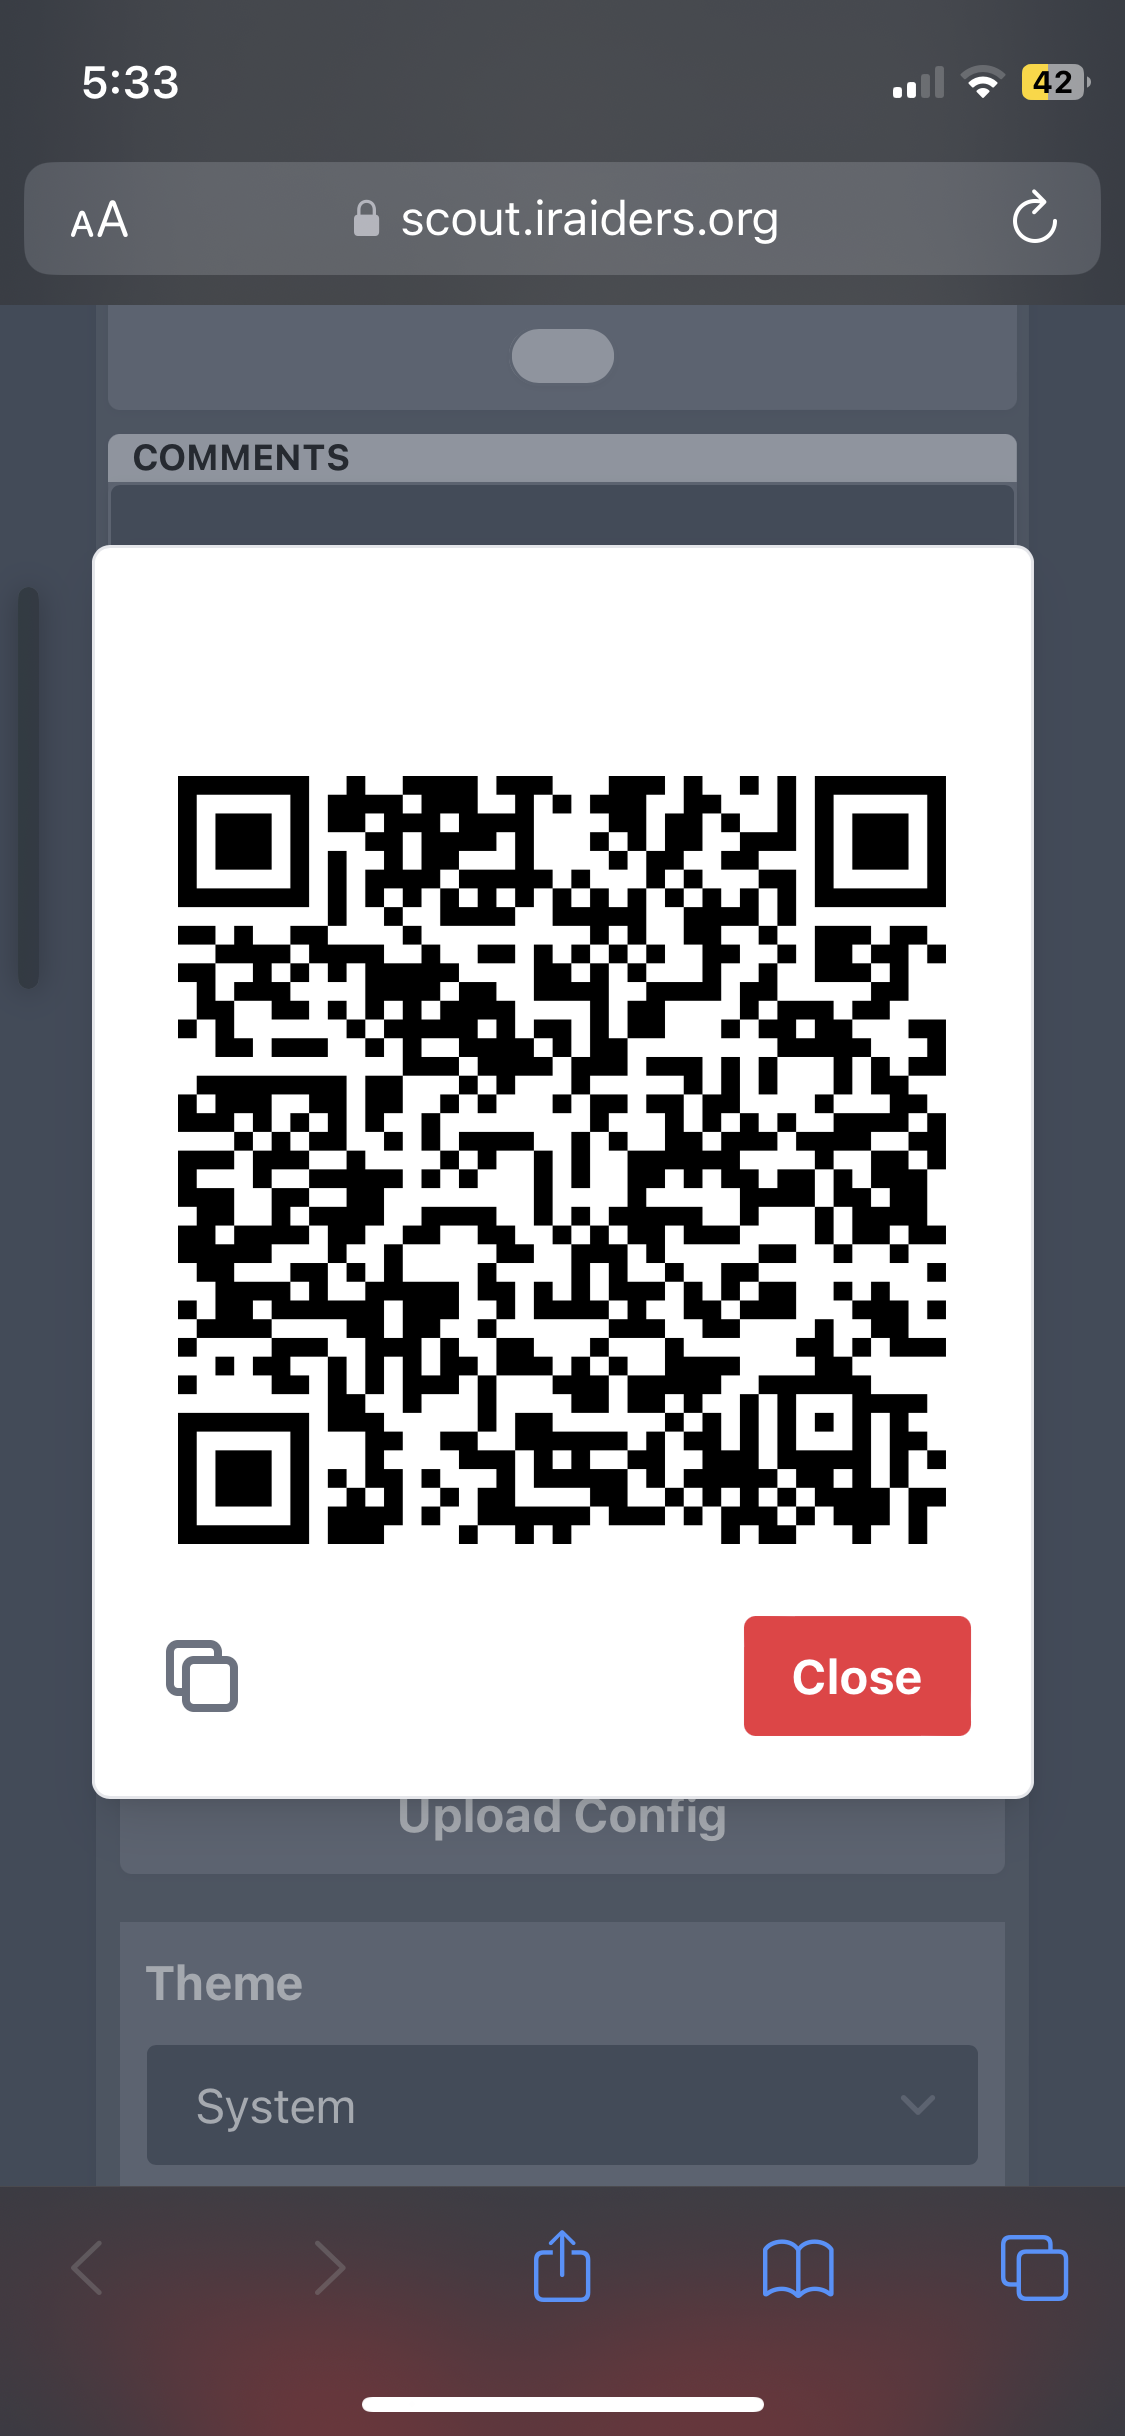 5:33
42
AA
scout.iraiders.org
COMMENTS
Close
Upload Config
Theme
System